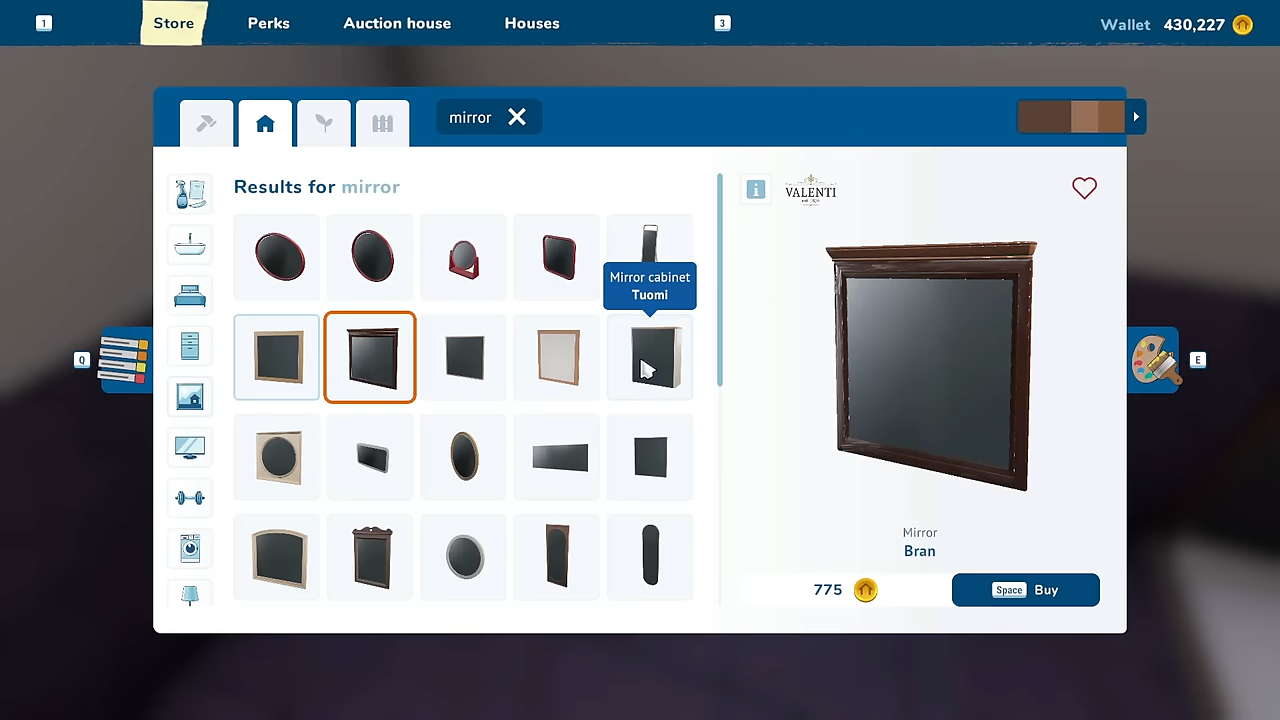 1
Store
Perks
Auction house
Houses
3
Wallet 430,227
mirror
Results for mirror
VALENTI
Mirror cabinet
Tuomi
Q
E
Mirror
Bran
775
Space Buy